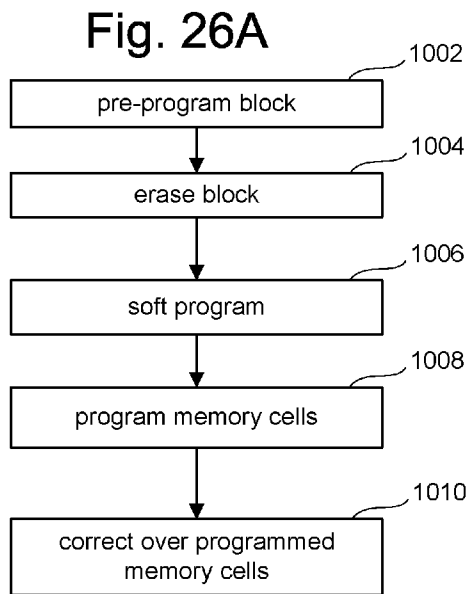 Fig. 26A
1002
pre-program block
1004
erase block
1006
soft program
1008
program memory cells
1010
correct over programmed
memory cells